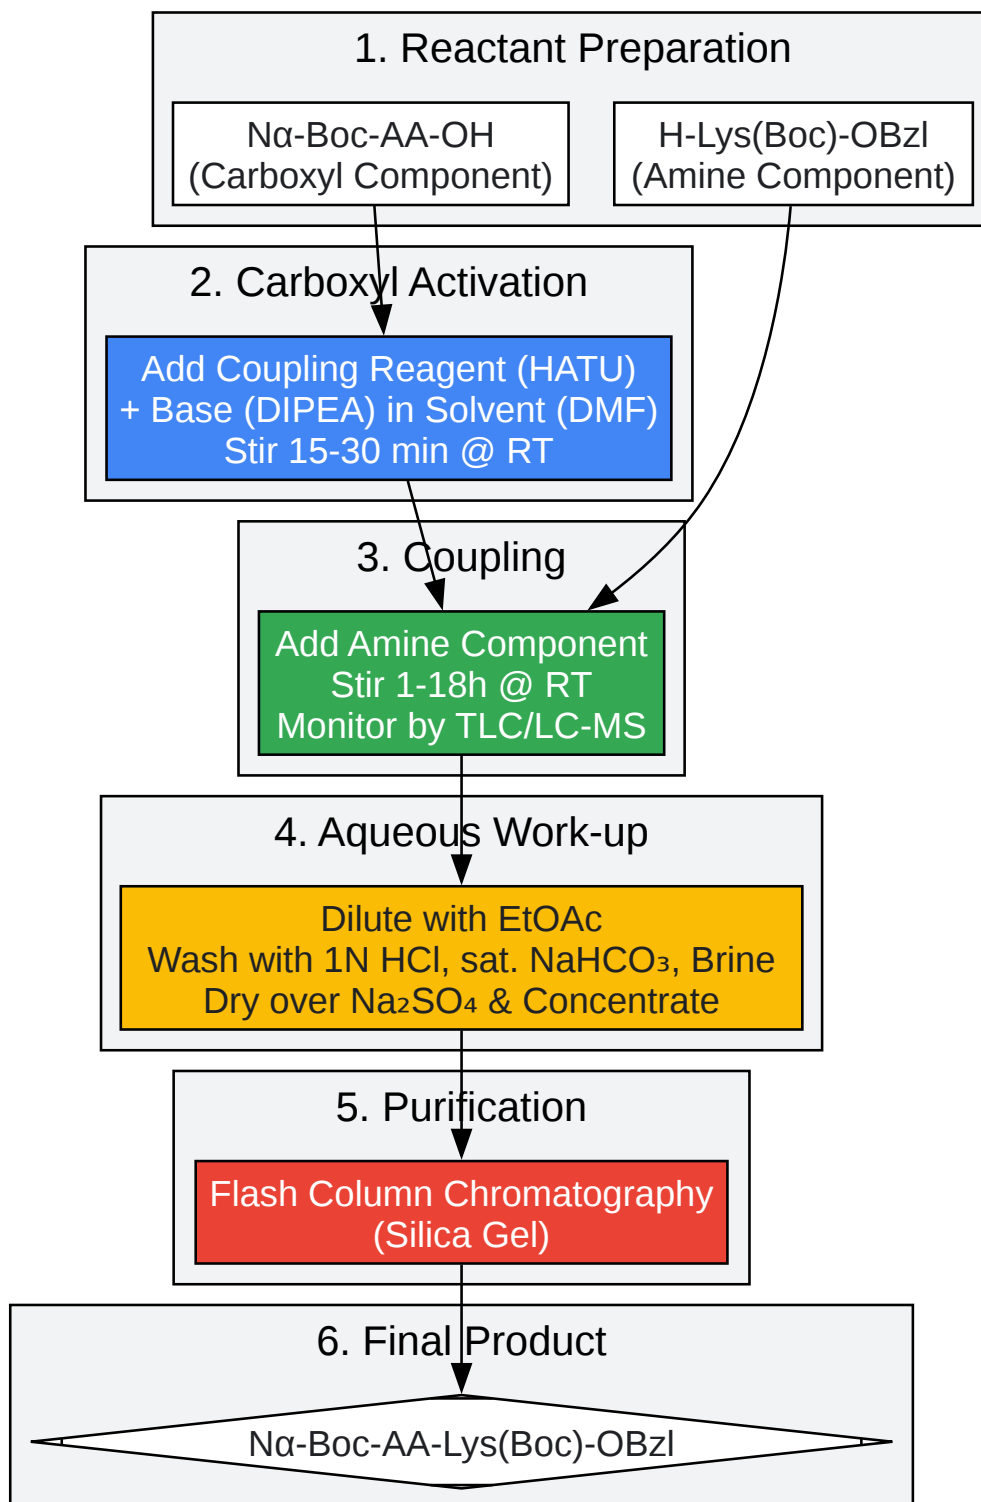 1. Reactant Preparation
Nα-Boc-AA-OH
(Carboxyl Component)
H-Lys(Boc)-OBzl
(Amine Component)
2. Carboxyl Activation
Add Coupling Reagent (HATU)
+ Base (DIPEA) in Solvent (DMF)
Stir 15-30 min @ RT
3. Coupling
Add Amine Component
Stir 1-18h @ RT
Monitor by TLC/LC-MS
4. Aqueous Work-up
Dilute with EtOAc
Wash with 1N HCl, sat. NaHCO₃, Brine
Dry over Na₂SO₄ & Concentrate
5. Purification
Flash Column Chromatography
(Silica Gel)
6. Final Product
Nα-Boc-AA-Lys(Boc)-OBzl